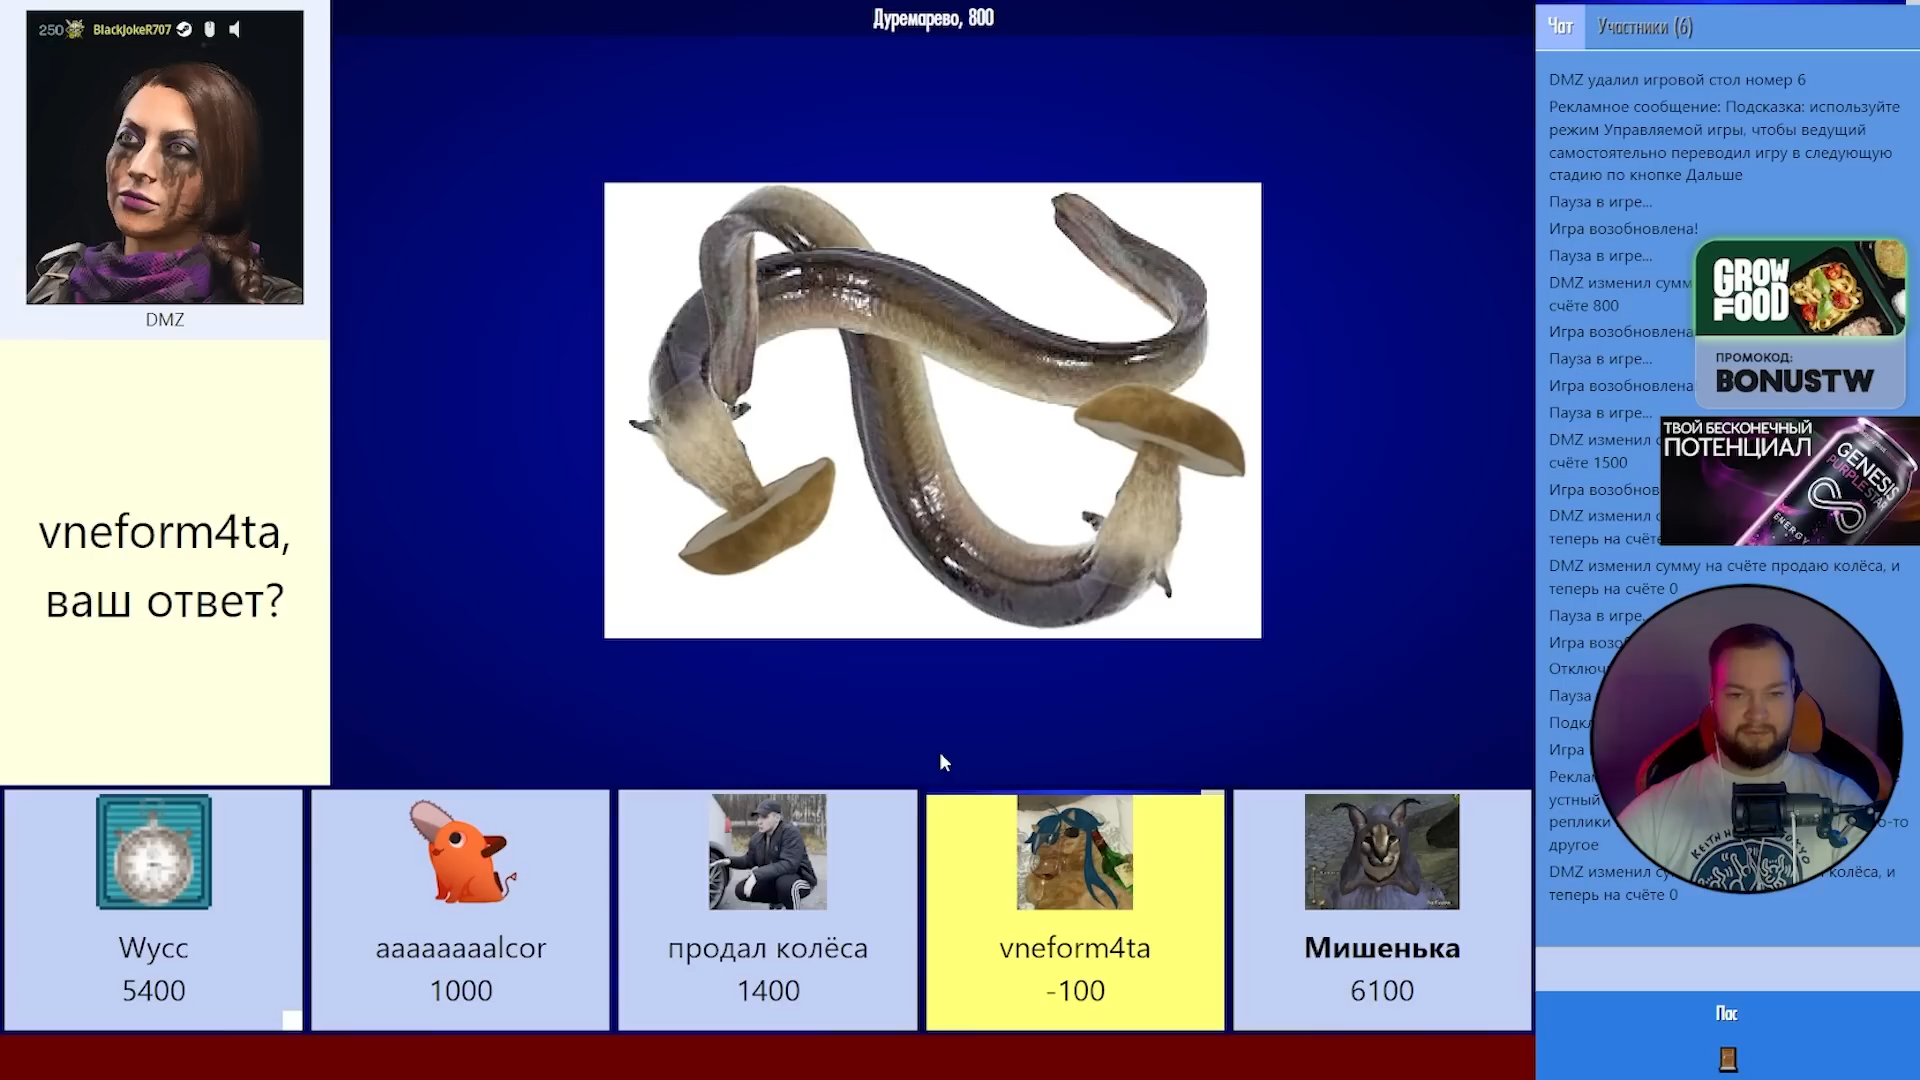 250 BlackJokeR707
DMZ
vneform4ta,
ваш ответ?
Дуремарево, 800
Чат
Участники (6)
DMZ удалил игровой стол номер 6
Рекламное сообщение: Подсказка: используйте
режим Управляемой игры, чтобы ведущий
самостоятельно переводил игру в следующую
стадию по кнопке Дальше
Пауза в игре...
Игра возобновлена!
Пауза в игре...
DMZ изменил сумм
счёте 800
Игра возобновлена
Пауза в игре...
Игра возобновлена
Пауза в игре...
DMZ изменил с
счёте 1500
Игра возобнов
DMZ изменил с
теперь на счёте
DMZ изменил сумму на счёте продаю колёса, и
теперь на счёте 0
Пауза в игре.
Игра возо
Отключ
Пауза
Подкл
Игра
Реклам
устный
реплики о-то
другое
DMZ изменил су колёса, и
теперь на счёте 0
GROW
FOOD
ПРОМОКОД:
BONUSTW
ТВОЙ БЕСКОНЕЧНЫЙ
ПОТЕНЦИАЛ
GENESIS
PURPLE STAR
ENERGY
Wycc
5400
aaaaaaaalcor
1000
продал колёса
1400
vneform4ta
-100
Мишенька
6100
Пас